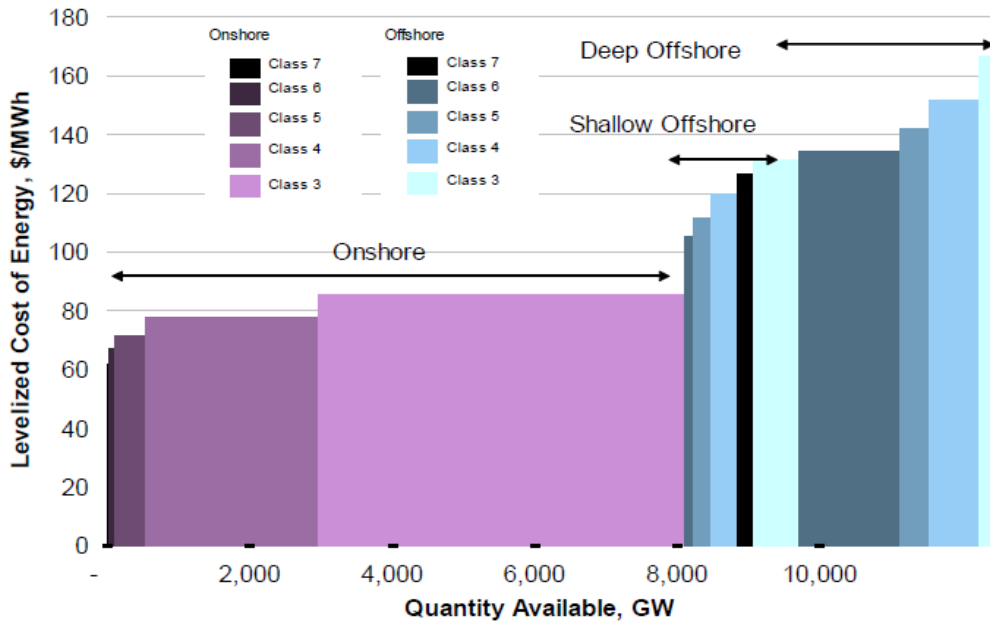 180
160
140
120
100
80
60
40
20
0
Levelized Cost of Energy, $/MWh
Onshore
Class 7
Class 6
Class 5
Class 4
Class 3
Offshore
Class 7
Class 6
Class 5
Class 4
Class 3
Deep Offshore
Shallow Offshore
Onshore
- 2,000 4,000 6,000 8,000 10,000
Quantity Available, GW